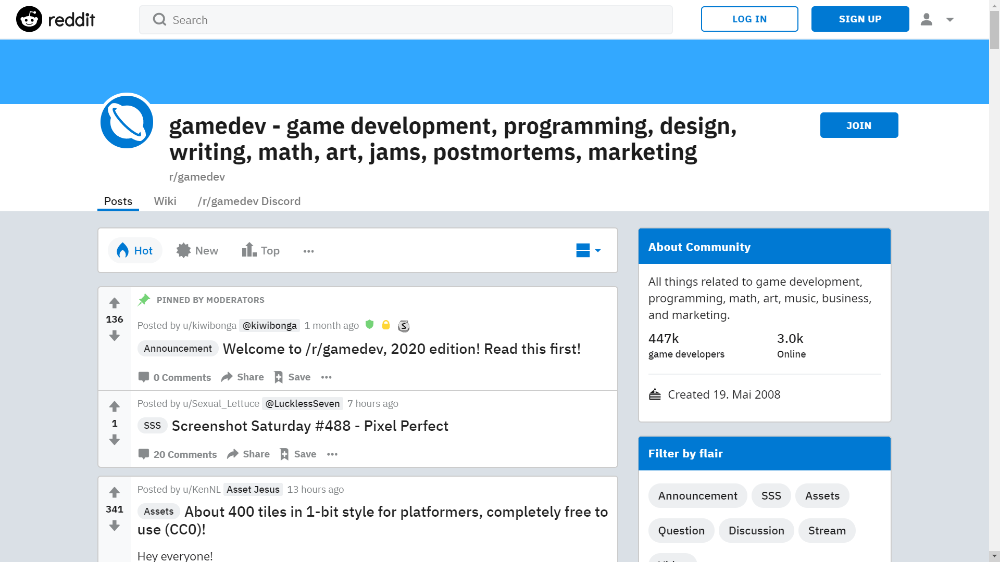 reddit
Search
LOG IN
SIGN UP
gamedev - game development, programming, design,
writing, math, art, jams, postmortems, marketing
JOIN
r/gamedev
Posts
Wiki
/r/gamedev Discord
Hot
New
Top
PINNED BY MODERATORS
136
Posted by u/kiwibonga @kiwibonga 1 month ago
Announcement Welcome to /r/gamedev, 2020 edition! Read this first!
0 Comments Share Save
Posted by u/Sexual_Lettuce @LucklessSeven 7 hours ago
1
SSS Screenshot Saturday #488 - Pixel Perfect
20 Comments Share Save
Posted by u/KenNL Asset Jesus 13 hours ago
341
Assets About 400 tiles in 1-bit style for platformers, completely free to
use (CC0)!
Hey everyone!
About Community
All things related to game development,
programming, math, art, music, business,
and marketing.
447k
game developers
3.0k
Online
Created 19. Mai 2008
Filter by flair
Announcement SSS Assets
Question Discussion Stream